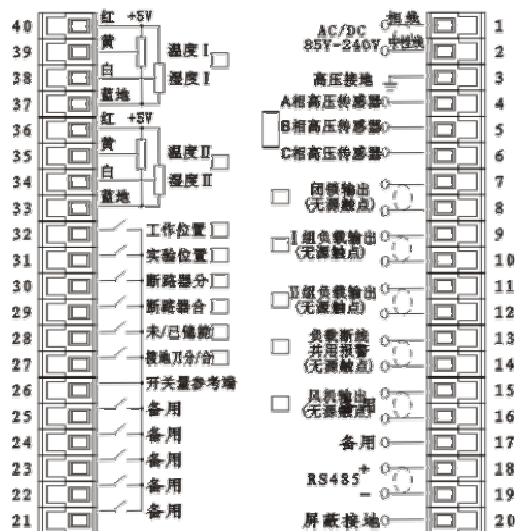 40
红 +5V
39
黄
温度 I
38
白
湿度 I
37
蓝地
36
红 +5V
35
黄
温度 II
34
白
湿度 II
33
蓝地
32
工作位置
31
实验位置
30
断路器分
29
断路器合
28
未/已储能
27
接地刀分/合
26
开关量参考端
25
备用
24
备用
23
备用
22
备用
21
备用
相线
1
AC/DC
85V-240V
2
高压接地
3
A相高压传感器
4
B相高压传感器
5
C相高压传感器
6
闭锁输出
(无源触点)
7
8
I组负载输出
(无源触点)
9
10
II组负载输出
(无源触点)
11
12
负载断线
共用报警
(无源触点)
13
14
风机输出
(无源触点)
15
16
备用
17
RS485
+
18
-
19
屏蔽接地
20